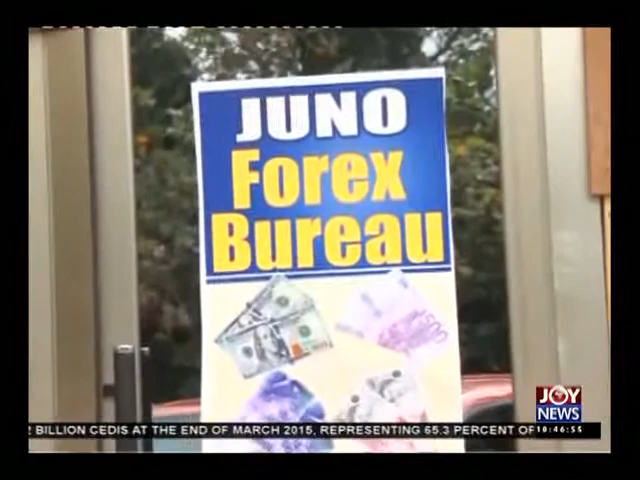 JUNO
Forex
Bureau
500
JOY
NEWS
BILLION CEDIS AT THE END OF MARCH 2015, REPRESENTING 65.3 PERCENT OF
10:46:55